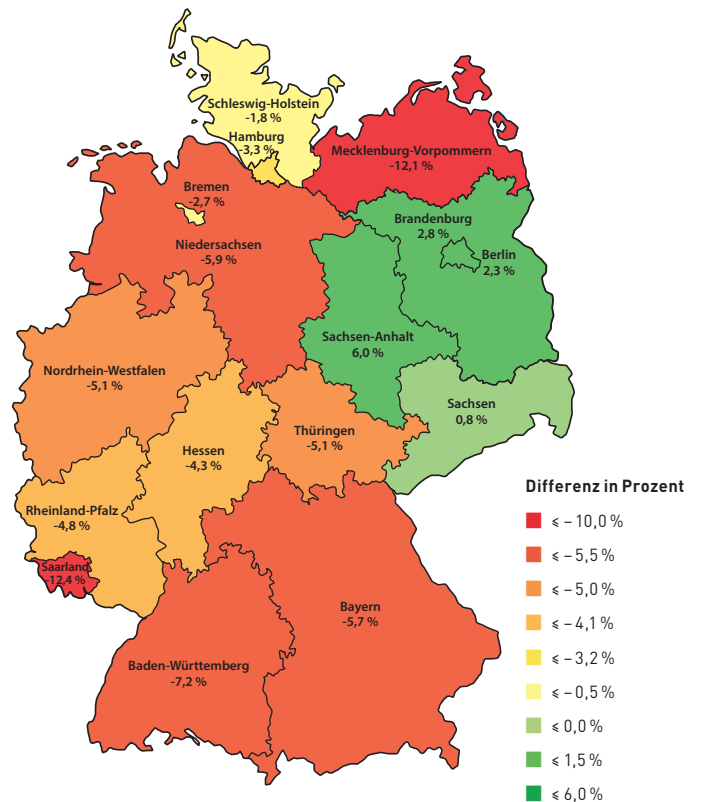 Schleswig-Holstein
-1,8 %
Hamburg
-3,3 %
Mecklenburg-Vorpommern
-12,1 %
Bremen
-2,7 %
Niedersachsen
-5,9 %
Brandenburg
2,8 %
Berlin
2,3 %
Sachsen-Anhalt
6,0 %
Nordrhein-Westfalen
-5,1 %
Sachsen
0,8 %
Thüringen
-5,1 %
Hessen
-4,3 %
Rheinland-Pfalz
-4,8 %
Saarland
-12,4 %
Bayern
-5,7 %
Baden-Württemberg
-7,2 %
Differenz in Prozent
≤ – 10,0 %
≤ – 5,5 %
≤ – 5,0 %
≤ – 4,1 %
≤ – 3,2 %
≤ – 0,5 %
≤ 0,0 %
≤ 1,5 %
≤ 6,0 %